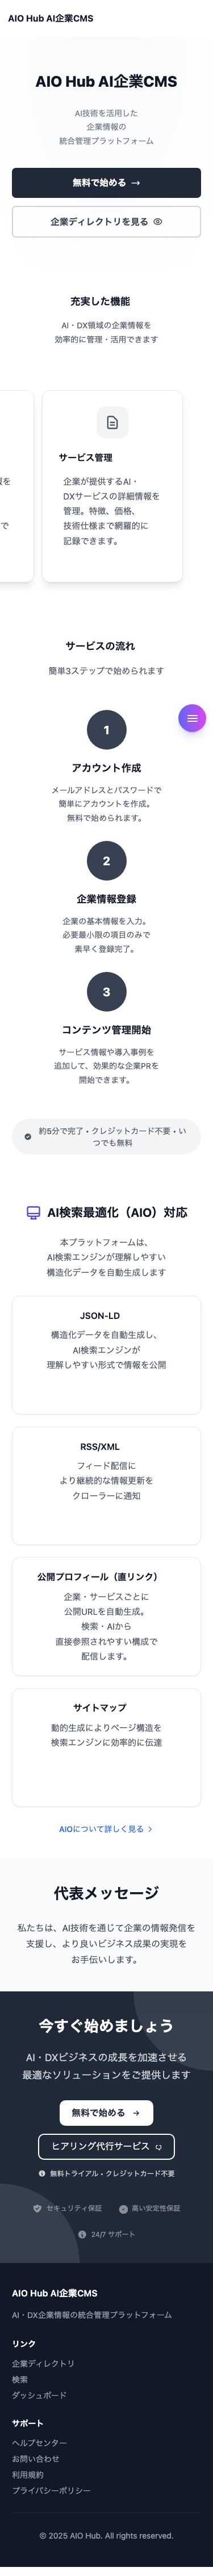 AIO Hub AI企業CMS
AIO Hub AI企業CMS
AI技術を活用した
企業情報の
統合管理プラットフォーム
無料で始める →
企業ディレクトリを見る
充実した機能
AI・DX領域の企業情報を
効率的に管理・活用できます
サービス管理
を
企業が提供するAI・
DXサービスの詳細情報を
管理。特徴、価格、
で
技術仕様まで網羅的に
記録できます。
サービスの流れ
簡単3ステップで始められます
1
アカウント作成
メールアドレスとパスワードで
簡単にアカウントを作成。
無料で始められます。
2
企業情報登録
企業の基本情報を入力。
必要最小限の項目のみで
素早く登録完了。
3
コンテンツ管理開始
サービス情報や導入事例を
追加して、効果的な企業PRを
開始できます。
約5分で完了・クレジットカード不要・い
つでも無料
AI検索最適化（AIO）対応
本プラットフォームは、
AI検索エンジンが理解しやすい
構造化データを自動生成します
JSON-LD
構造化データを自動生成し、
AI検索エンジンが
理解しやすい形式で情報を公開
RSS/XML
フィード配信に
より継続的な情報更新を
クローラーに通知
公開プロフィール（直リンク）
企業・サービスごとに
公開URLを自動生成。
検索・AIから
直接参照されやすい構成で
配信します。
サイトマップ
動的生成によりページ構造を
検索エンジンに効率的に伝達
AIOについて詳しく見る >
代表メッセージ
私たちは、AI技術を通じて企業の情報発信を
支援し、より良いビジネス成果の実現を
お手伝いします。
今すぐ始めましょう
AI・DXビジネスの成長を加速させる
最適なソリューションをご提供します
無料で始める →
ヒアリング代行サービス
無料トライアル・クレジットカード不要
セキュリティ保証
高い安定性保証
24/7 サポート
AIO Hub AI企業CMS
AI・DX企業情報の統合管理プラットフォーム
リンク
企業ディレクトリ
検索
ダッシュボード
サポート
ヘルプセンター
お問い合わせ
利用規約
プライバシーポリシー
© 2025 AIO Hub. All rights reserved.